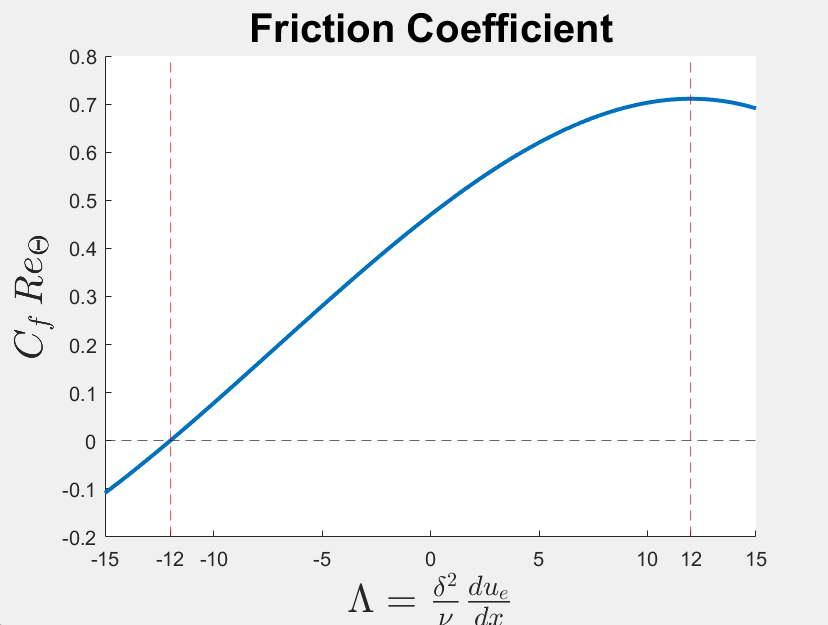 Friction Coefficient
0.8
0.7
0.6
0.5
0.4
0.3
0.2
0.1
0
-0.1
-0.2
C_f Re_Θ
-15 -12 -10 -5 0 5 10 12 15
Λ = δ²/ν du_e/dx